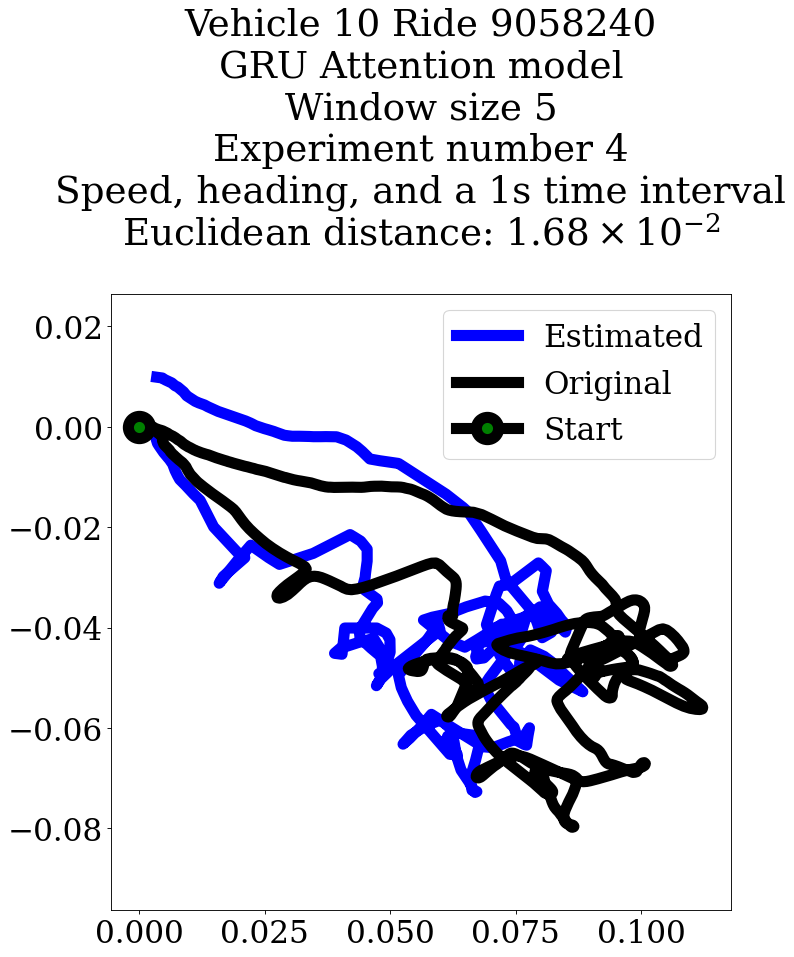 Vehicle 10 Ride 9058240
GRU Attention model
Window size 5
Experiment number 4
Speed, heading, and a 1s time interval
Euclidean distance: 1.68 × 10⁻²
Estimated
Original
Start
0.02
0.00
−0.02
−0.04
−0.06
−0.08
0.000 0.025 0.050 0.075 0.100